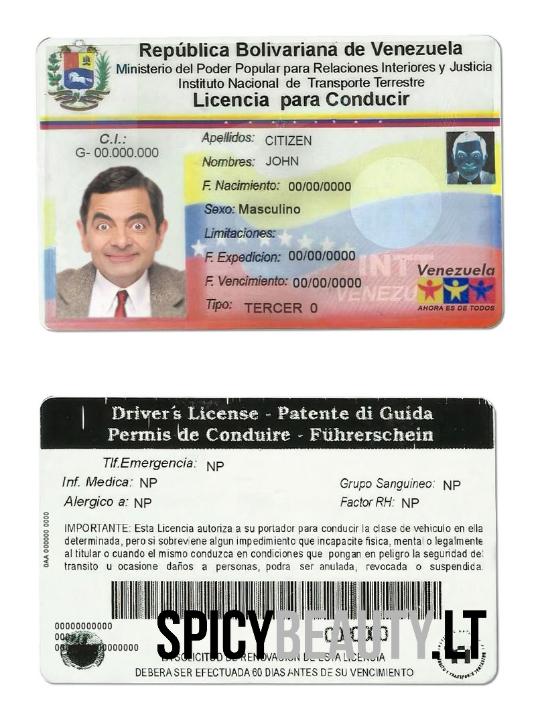 República Bolivariana de Venezuela
Ministerio del Poder Popular para Relaciones Interiores y Justicia
Instituto Nacional de Transporte Terrestre
Licencia para Conducir
C.I.:
G- 00.000.000
Apellidos: CITIZEN
Nombres: JOHN
F. Nacimiento: 00/00/0000
Sexo: Masculino
Limitaciones:
F. Expedicion: 00/00/0000
F. Vencimiento: 00/00/0000
Tipo: TERCER 0
INTT
VENEZU
Venezuela
AHORA ES DE TODOS
Driver's License - Patente di Guida
Permis de Conduire - Führerschein
Tlf.Emergencia: NP
Inf. Medica: NP
Grupo Sanguineo: NP
Alergico a: NP
Factor RH: NP
0AA 000000 0000
IMPORTANTE: Esta Licencia autoriza a su portador para conducir la clase de vehiculo en ella
determinada, pero si sobreviene algun impedimento que incapacite fisica, mental o legalmente
al titular o cuando el mismo conduzca en condiciones que pongan en peligro la seguridad de
transito u ocasione daños a personas, podra ser anulada, revocada o suspendida.
00000000000
SPICYBEAUTY.LT
LA SOLICITUD DE RENOVACION DE ESTA LICENCIA
DEBERA SER EFECTUADA 60 DIAS ANTES DE SU VENCIMIENTO